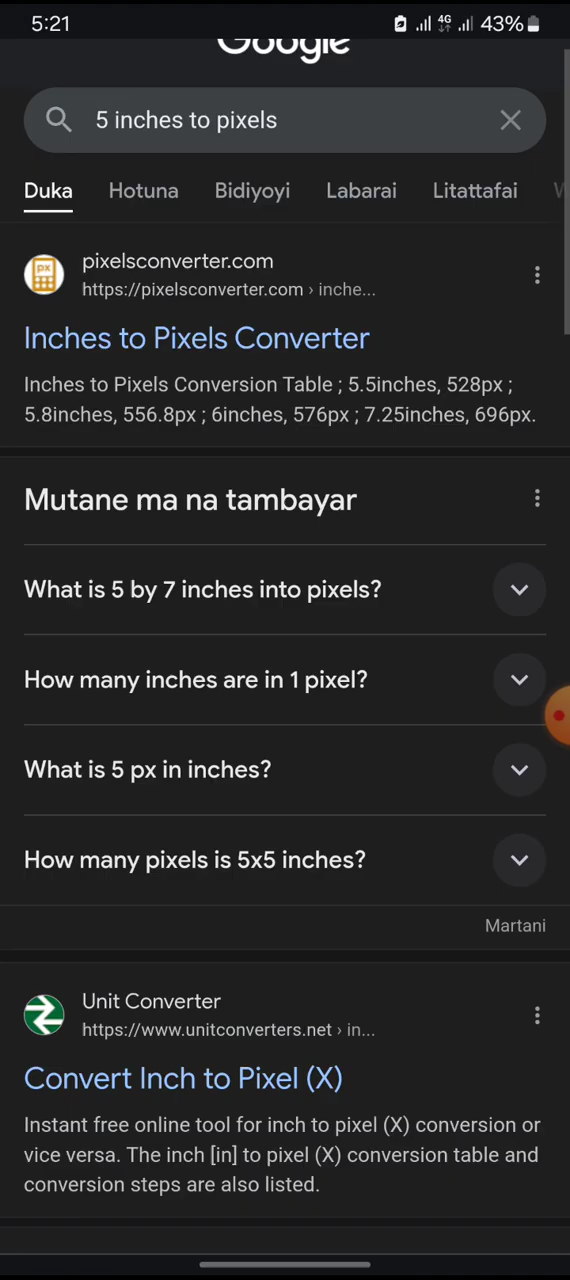 5:21 4G 43%
Google
5 inches to pixels
Duka Hotuna Bidiyoyi Labarai Litattafai
pixelsconverter.com
https://pixelsconverter.com › inche...
Inches to Pixels Converter
Inches to Pixels Conversion Table ; 5.5inches, 528px ;
5.8inches, 556.8px ; 6inches, 576px ; 7.25inches, 696px.
Mutane ma na tambayar
What is 5 by 7 inches into pixels?
How many inches are in 1 pixel?
What is 5 px in inches?
How many pixels is 5x5 inches?
Martani
Unit Converter
https://www.unitconverters.net › in...
Convert Inch to Pixel (X)
Instant free online tool for inch to pixel (X) conversion or
vice versa. The inch [in] to pixel (X) conversion table and
conversion steps are also listed.